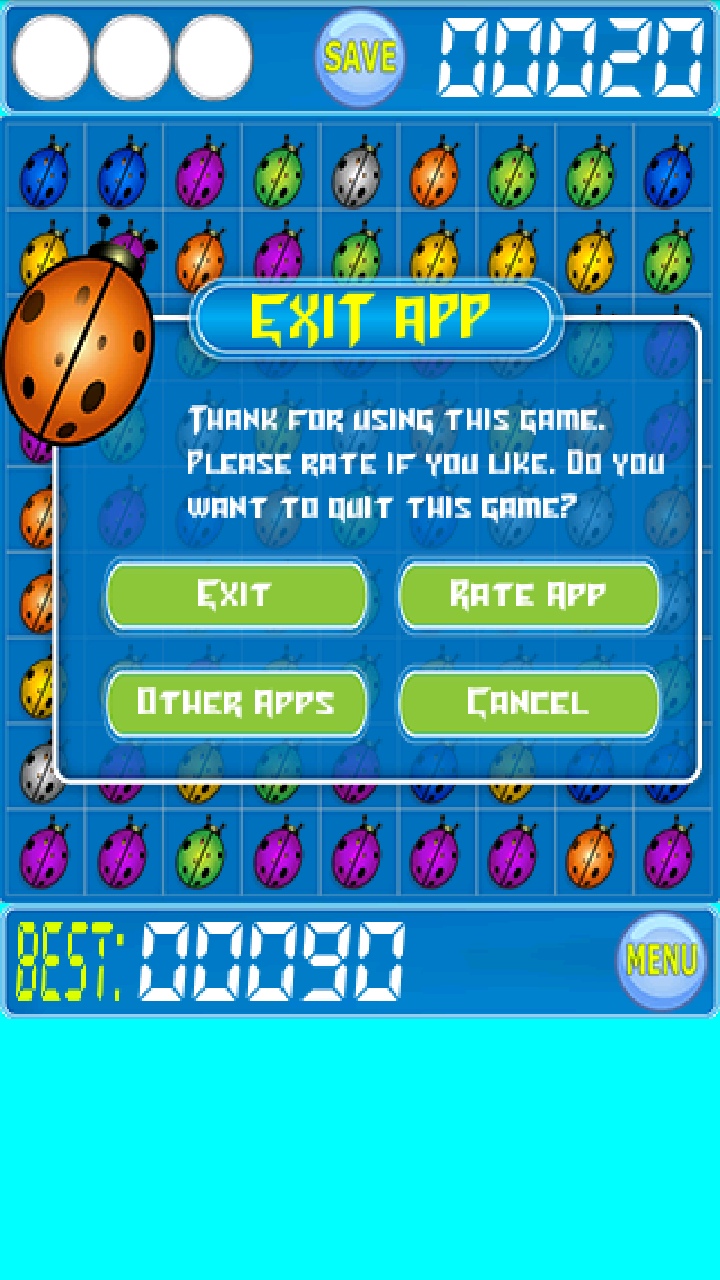 SAVE 00020
Exit App
Thank for using this game.
Please rate if you like. Do you
want to quit this game?
Exit Rate App
Other Apps Cancel
BEST: 00090 MENU